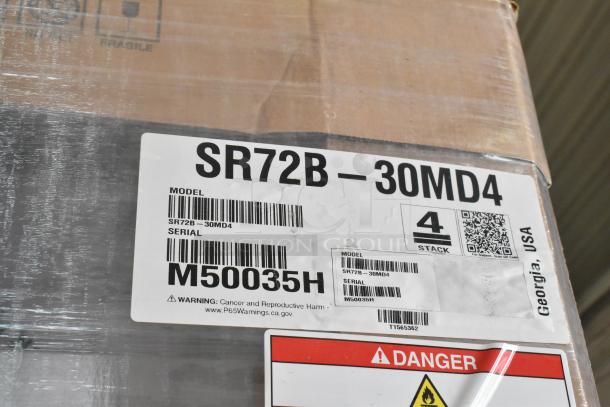 FRAGILE
SR72B-30MD4
MODEL
SR72B-30MD4
SERIAL
M50035H
4
STACK
Georgia, USA
MODEL
SR72B-30MD4
SERIAL
M50035H
⚠ WARNING: Cancer and Reproductive Harm -
www.P65Warnings.ca.gov
T1565362
DANGER